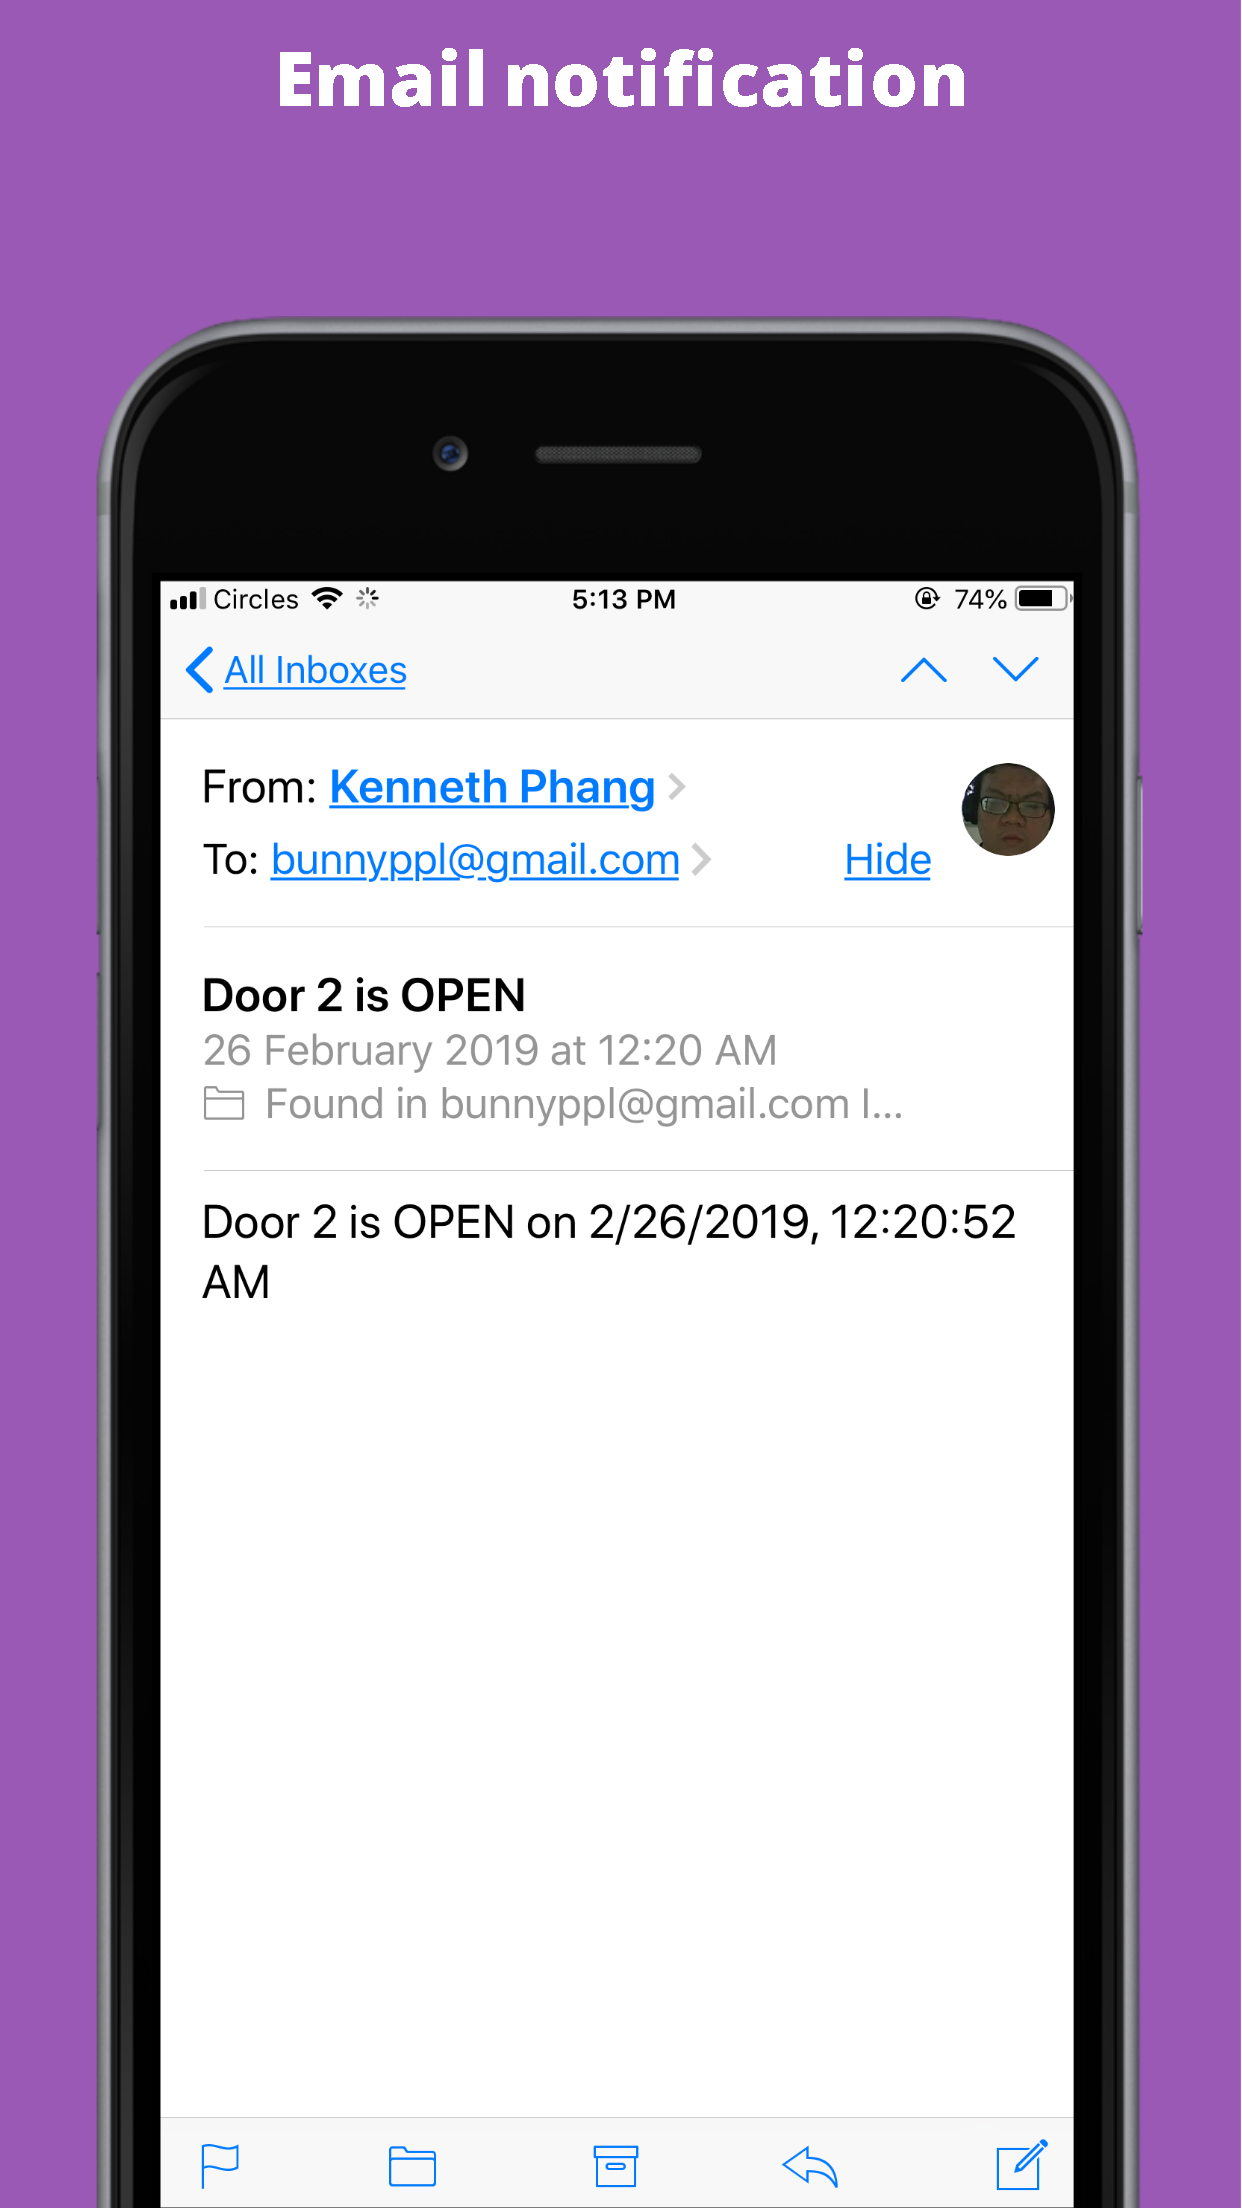 Email notification
Circles 5:13 PM 74%
All Inboxes
From: Kenneth Phang
To: bunnyppl@gmail.com Hide
Door 2 is OPEN
26 February 2019 at 12:20 AM
Found in bunnyppl@gmail.com I...
Door 2 is OPEN on 2/26/2019, 12:20:52
AM